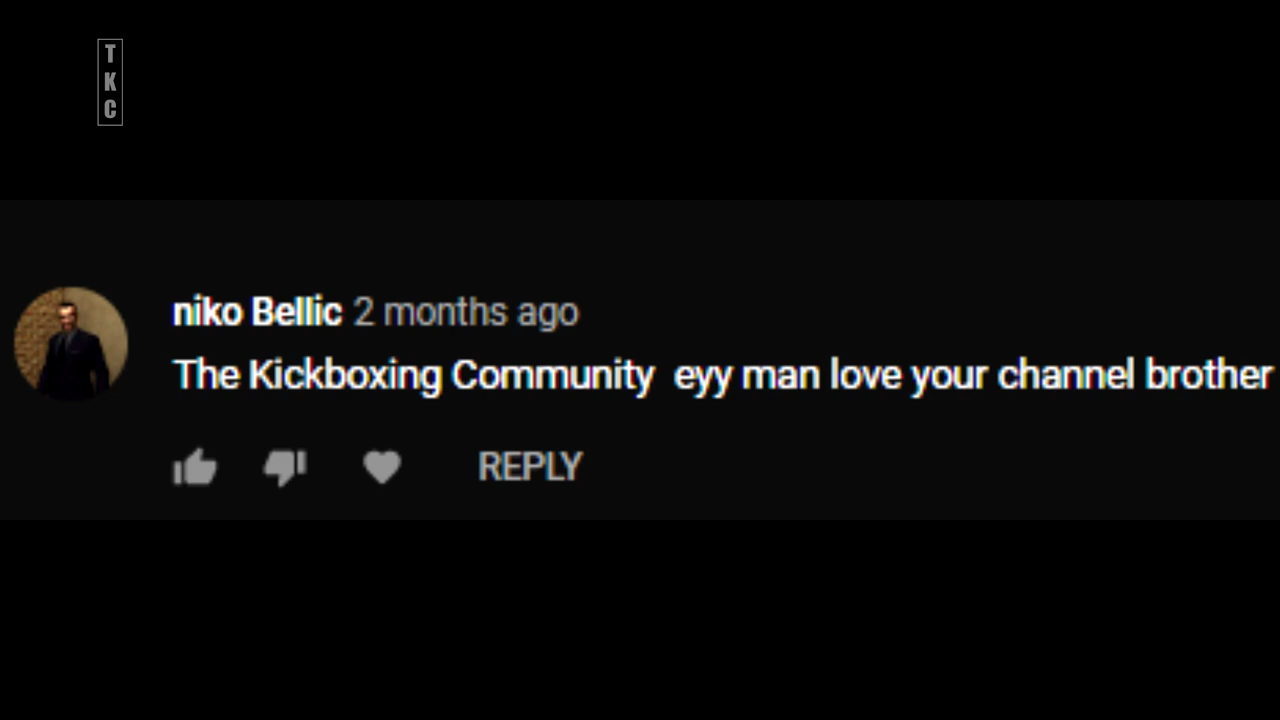 T
K
C
niko Bellic 2 months ago
The Kickboxing Community  eyy man love your channel brother
REPLY